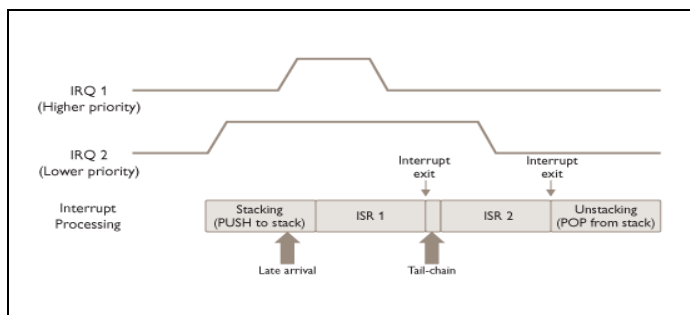 IRQ 1
(Higher priority)
IRQ 2
(Lower priority)
Interrupt
exit
Interrupt
exit
Interrupt
Processing
Stacking
(PUSH to stack)
ISR 1
ISR 2
Unstacking
(POP from stack)
Late arrival
Tail-chain